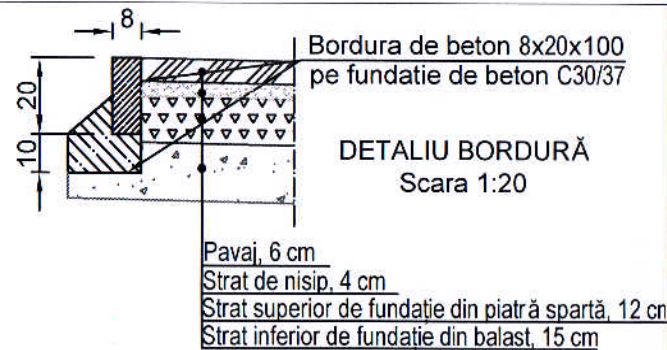 8
Bordura de beton 8x20x100
pe fundatie de beton C30/37
20
10
DETALIU BORDURĂ
Scara 1:20
Pavaj, 6 cm
Strat de nisip, 4 cm
Strat superior de fundație din piatră spartă, 12 cm
Strat inferior de fundație din balast, 15 cm